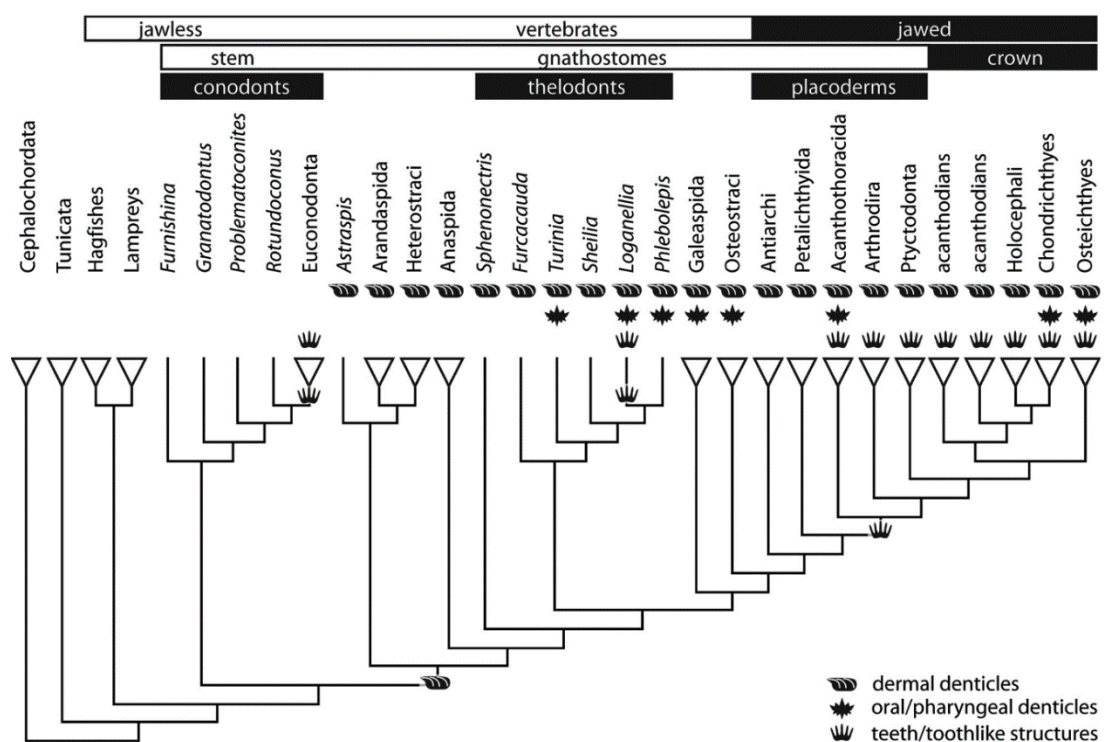 jawless vertebrates jawed
stem gnathostomes crown
conodonts thelodonts placoderms
Cephalochordata
Tunicata
Hagfishes
Lampreys
Furnishina
Granatodontus
Problematoconites
Rotundoconus
Euconodonta
Astraspis
Arandaspida
Heterostraci
Anaspida
Sphenonectris
Furcacauda
Turinia
Sheilia
Loganellia
Phlebolepis
Galeaspida
Osteostraci
Antiarchi
Petalichthyida
Acanthothoracida
Arthrodira
Ptyctodonta
acanthodians
acanthodians
Holocephali
Chondrichthyes
Osteichthyes
dermal denticles
oral/pharyngeal denticles
teeth/toothlike structures